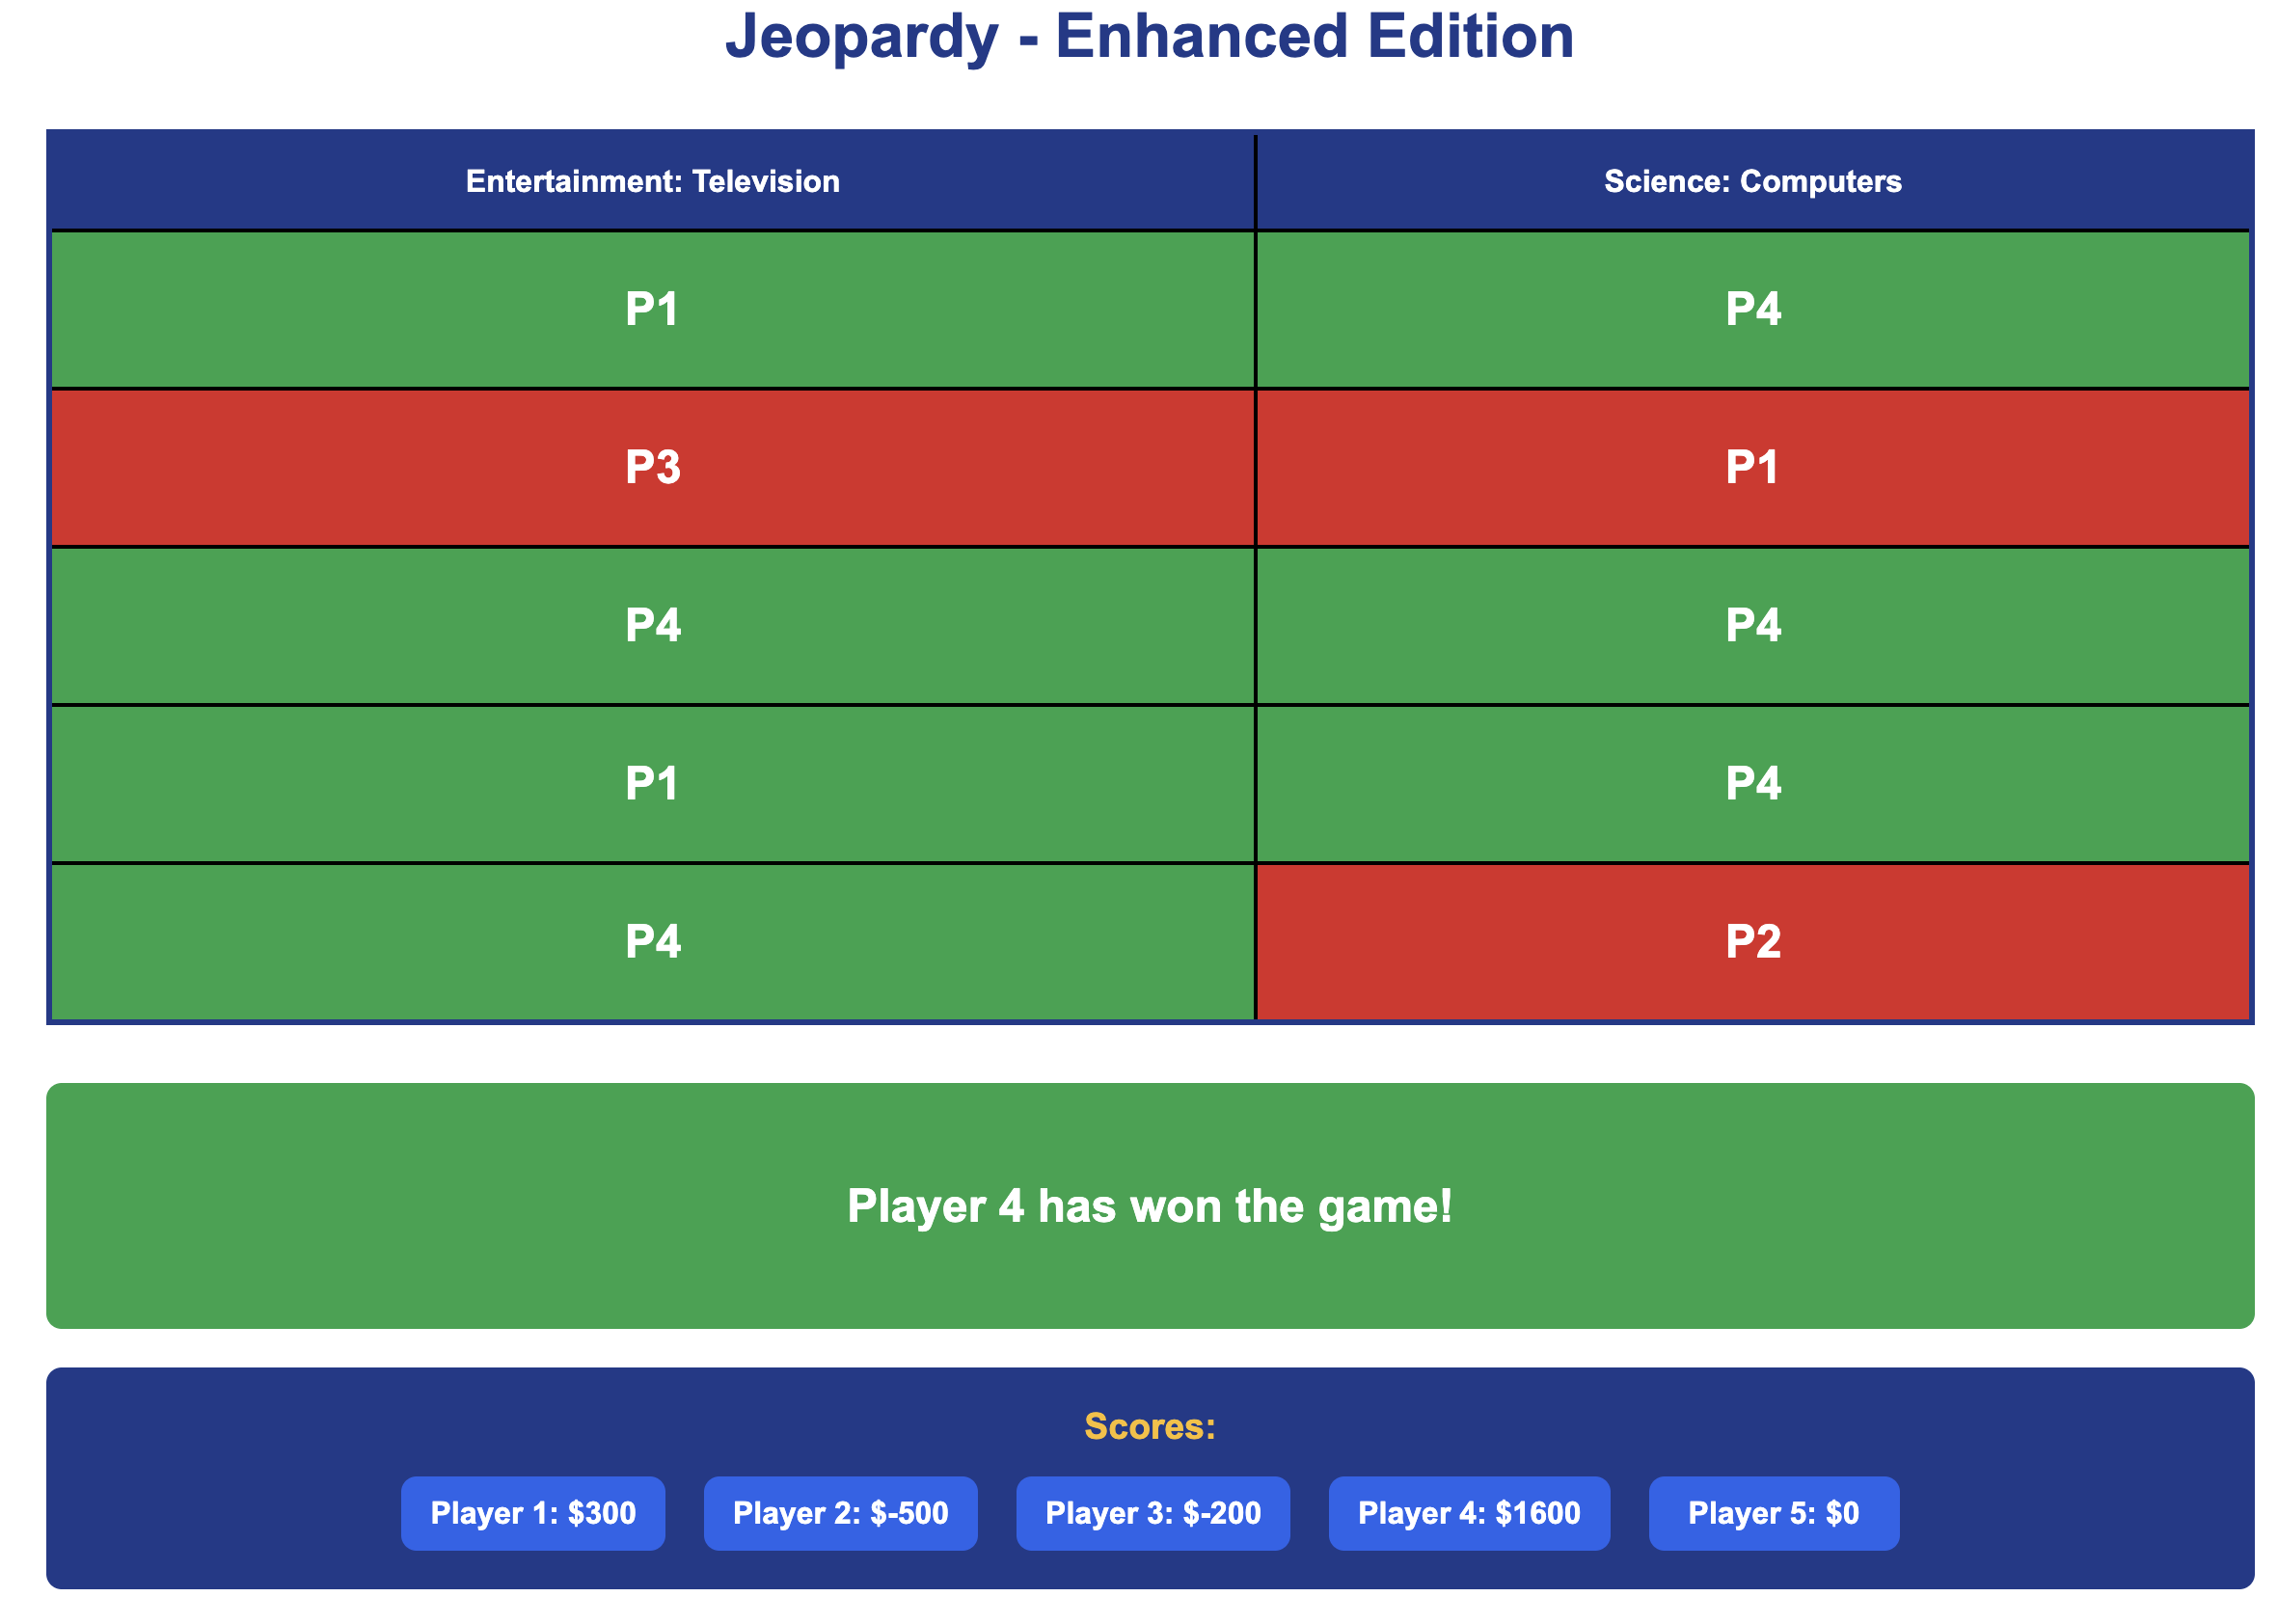 Jeopardy - Enhanced Edition
Entertainment: Television Science: Computers
P1 P4
P3 P1
P4 P4
P1 P4
P4 P2
Player 4 has won the game!
Scores:
Player 1: $300 Player 2: $-500 Player 3: $-200 Player 4: $1600 Player 5: $0